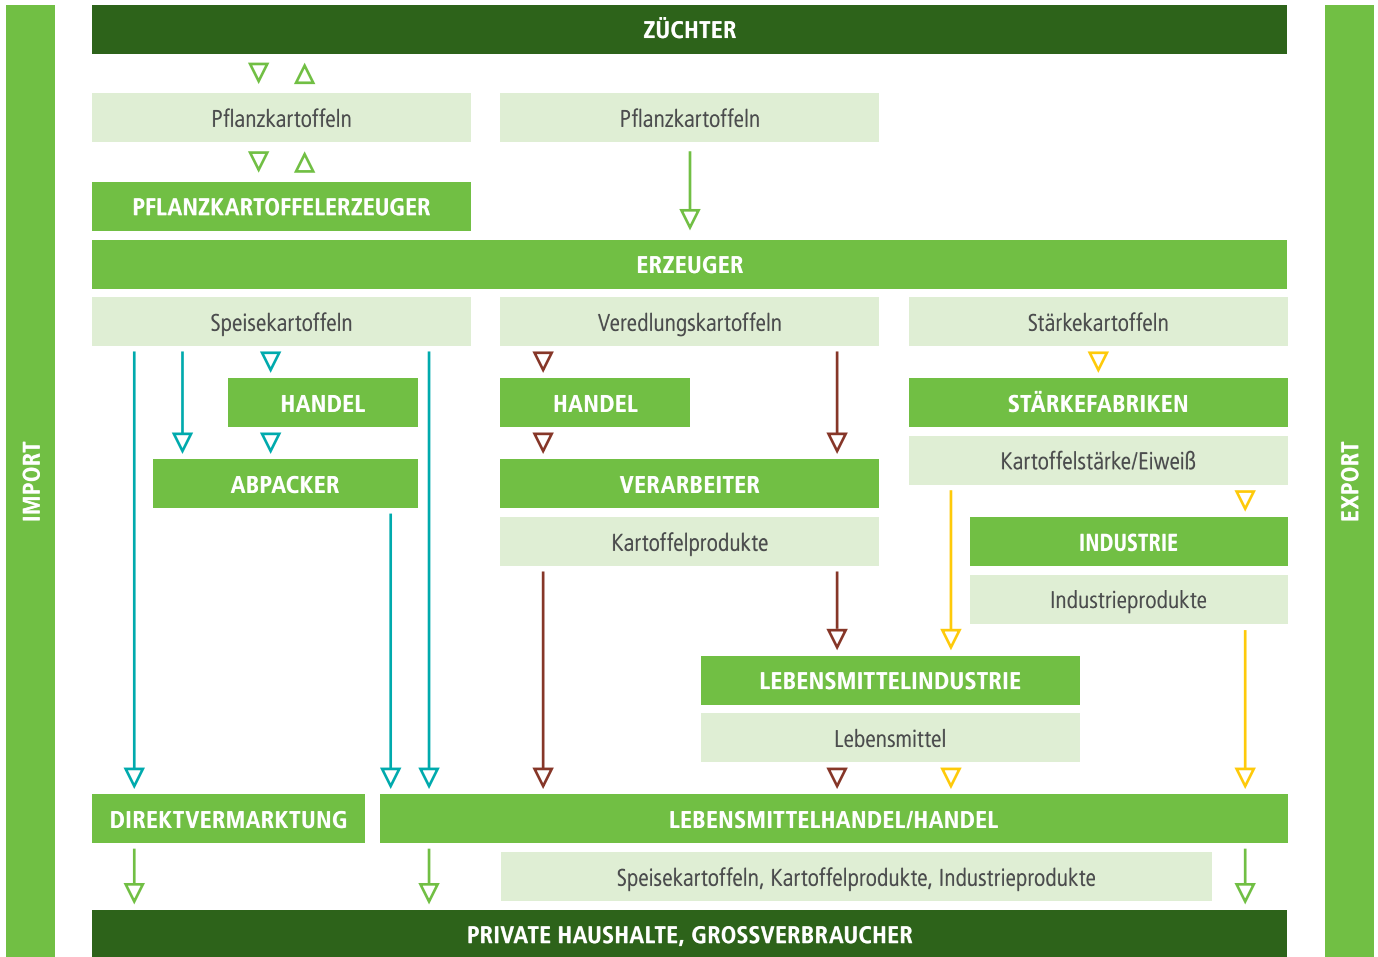 ZÜCHTER
Pflanzkartoffeln
Pflanzkartoffeln
PFLANZKARTOFFELERZEUGER
ERZEUGER
Speisekartoffeln
Veredlungskartoffeln
Stärkekartoffeln
HANDEL
HANDEL
STÄRKEFABRIKEN
Kartoffelstärke/Eiweiß
ABPACKER
VERARBEITER
Kartoffelprodukte
INDUSTRIE
Industrieprodukte
LEBENSMITTELINDUSTRIE
Lebensmittel
DIREKTVERMARKTUNG
LEBENSMITTELHANDEL/HANDEL
Speisekartoffeln, Kartoffelprodukte, Industrieprodukte
PRIVATE HAUSHALTE, GROSSVERBRAUCHER
IMPORT
EXPORT